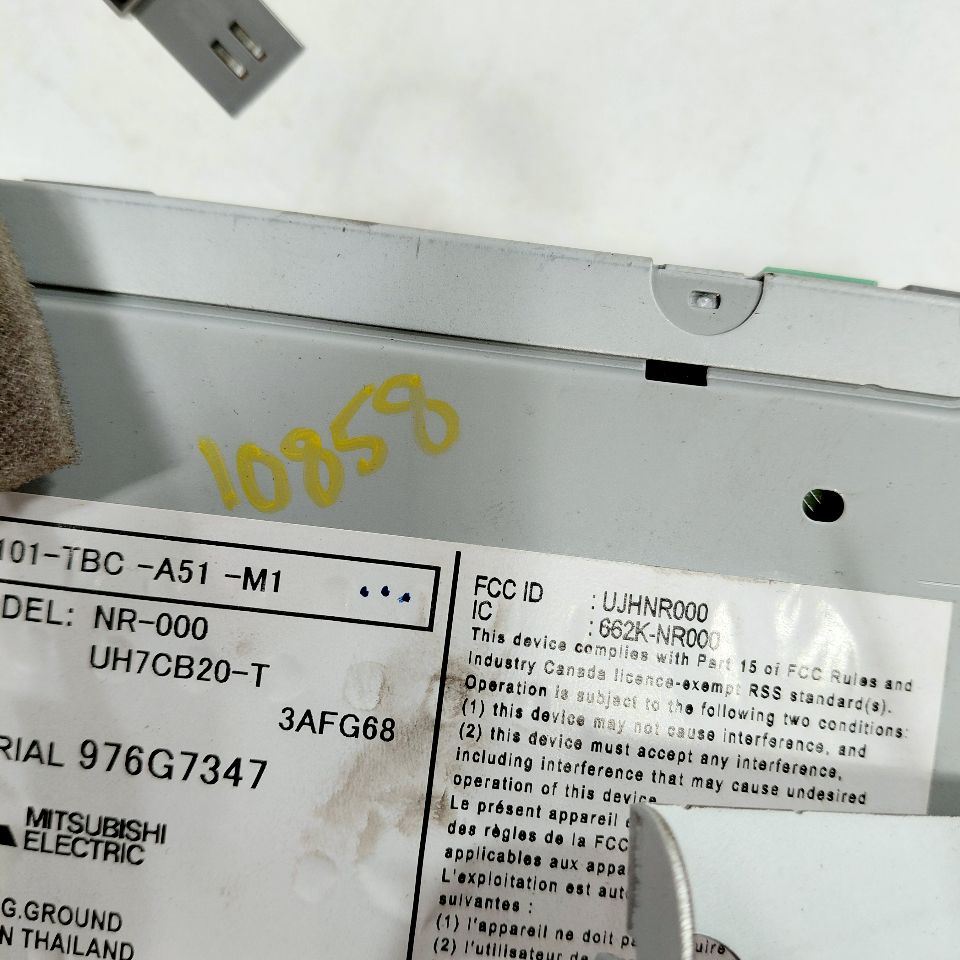 10858
101-TBC -A51 -M1
DEL: NR-000
UH7CB20-T
3AFG68
RIAL 976G7347
MITSUBISHI
ELECTRIC
G.GROUND
N THAILAND
FCC ID : UJHNR000
IC : 662K-NR000
This device complies with Part 15 of FCC Rules and
Industry Canada licence-exempt RSS standard(s).
Operation is subject to the following two conditions:
(1) this device may not cause interference, and
(2) this device must accept any interference,
including interference that may cause undesired
operation of this device
Le présent appareil
des règles de la FCC
applicables aux appa
L'exploitation est aut
suivantes :
(1) l'appareil ne doit pa uire
(2) l'utilisateur de